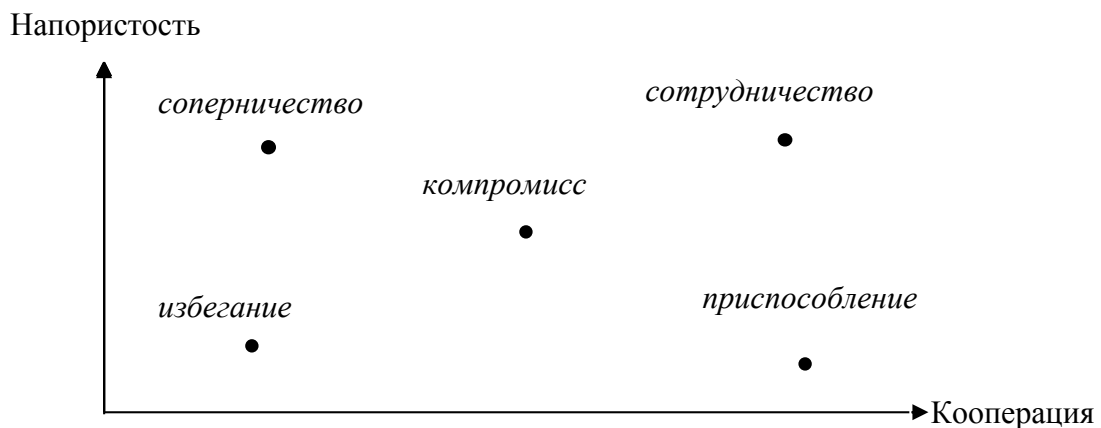 Напористость
соперничество
сотрудничество
компромисс
избегание
приспособление
Кооперация